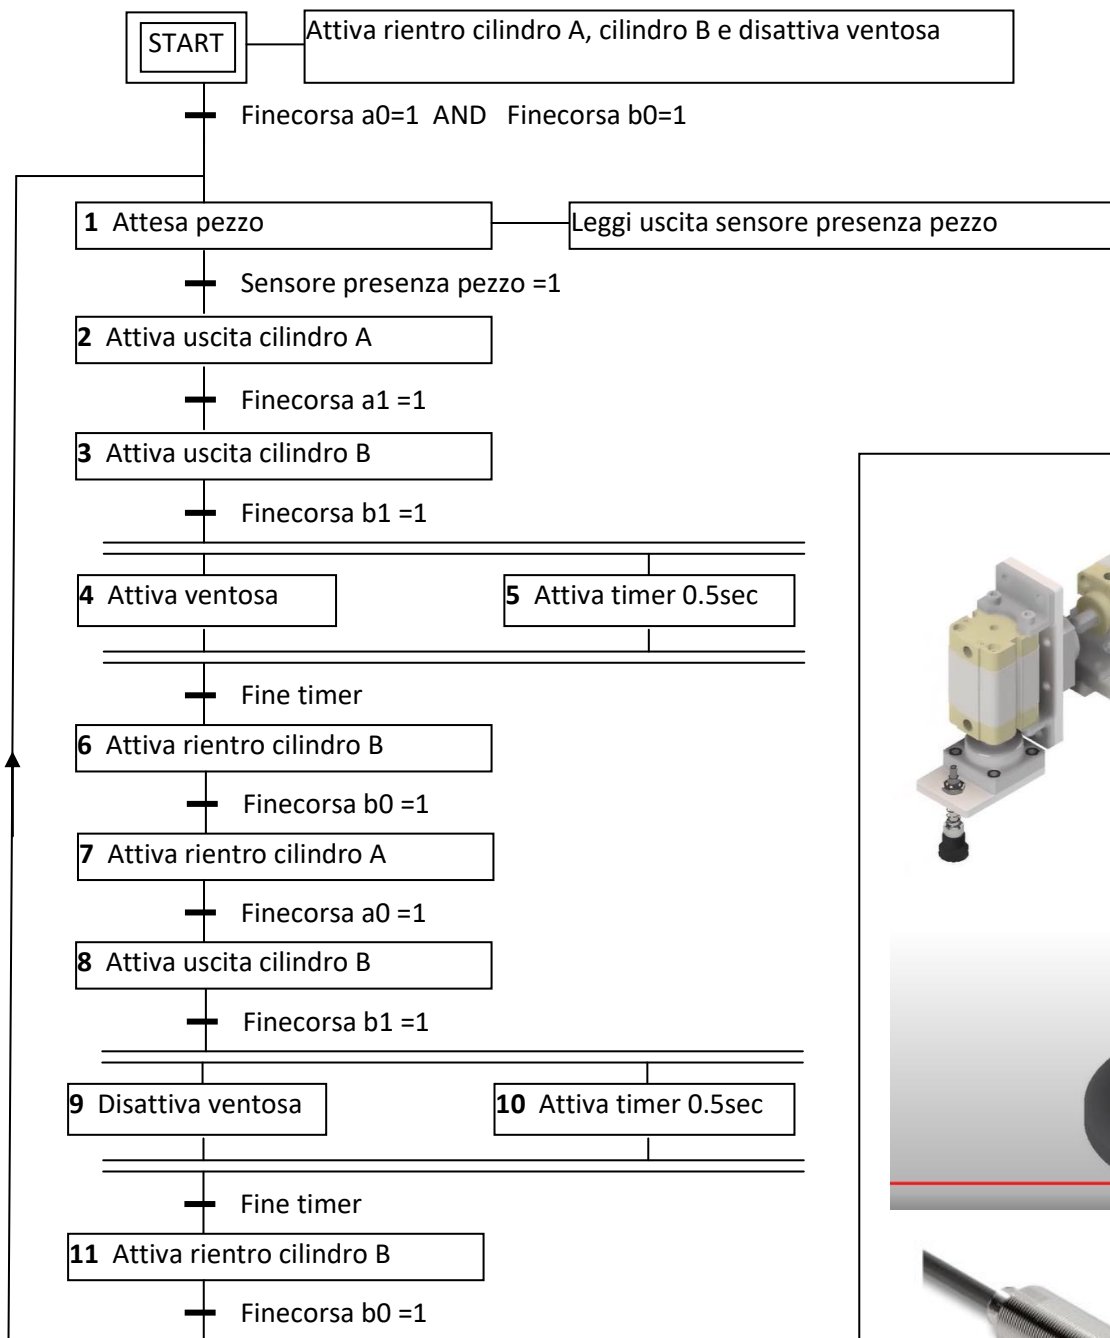 START
Attiva rientro cilindro A, cilindro B e disattiva ventosa
Finecorsa a0=1 AND Finecorsa b0=1
1 Attesa pezzo
Leggi uscita sensore presenza pezzo
Sensore presenza pezzo =1
2 Attiva uscita cilindro A
Finecorsa a1 =1
3 Attiva uscita cilindro B
Finecorsa b1 =1
4 Attiva ventosa
5 Attiva timer 0.5sec
Fine timer
6 Attiva rientro cilindro B
Finecorsa b0 =1
7 Attiva rientro cilindro A
Finecorsa a0 =1
8 Attiva uscita cilindro B
Finecorsa b1 =1
9 Disattiva ventosa
10 Attiva timer 0.5sec
Fine timer
11 Attiva rientro cilindro B
Finecorsa b0 =1